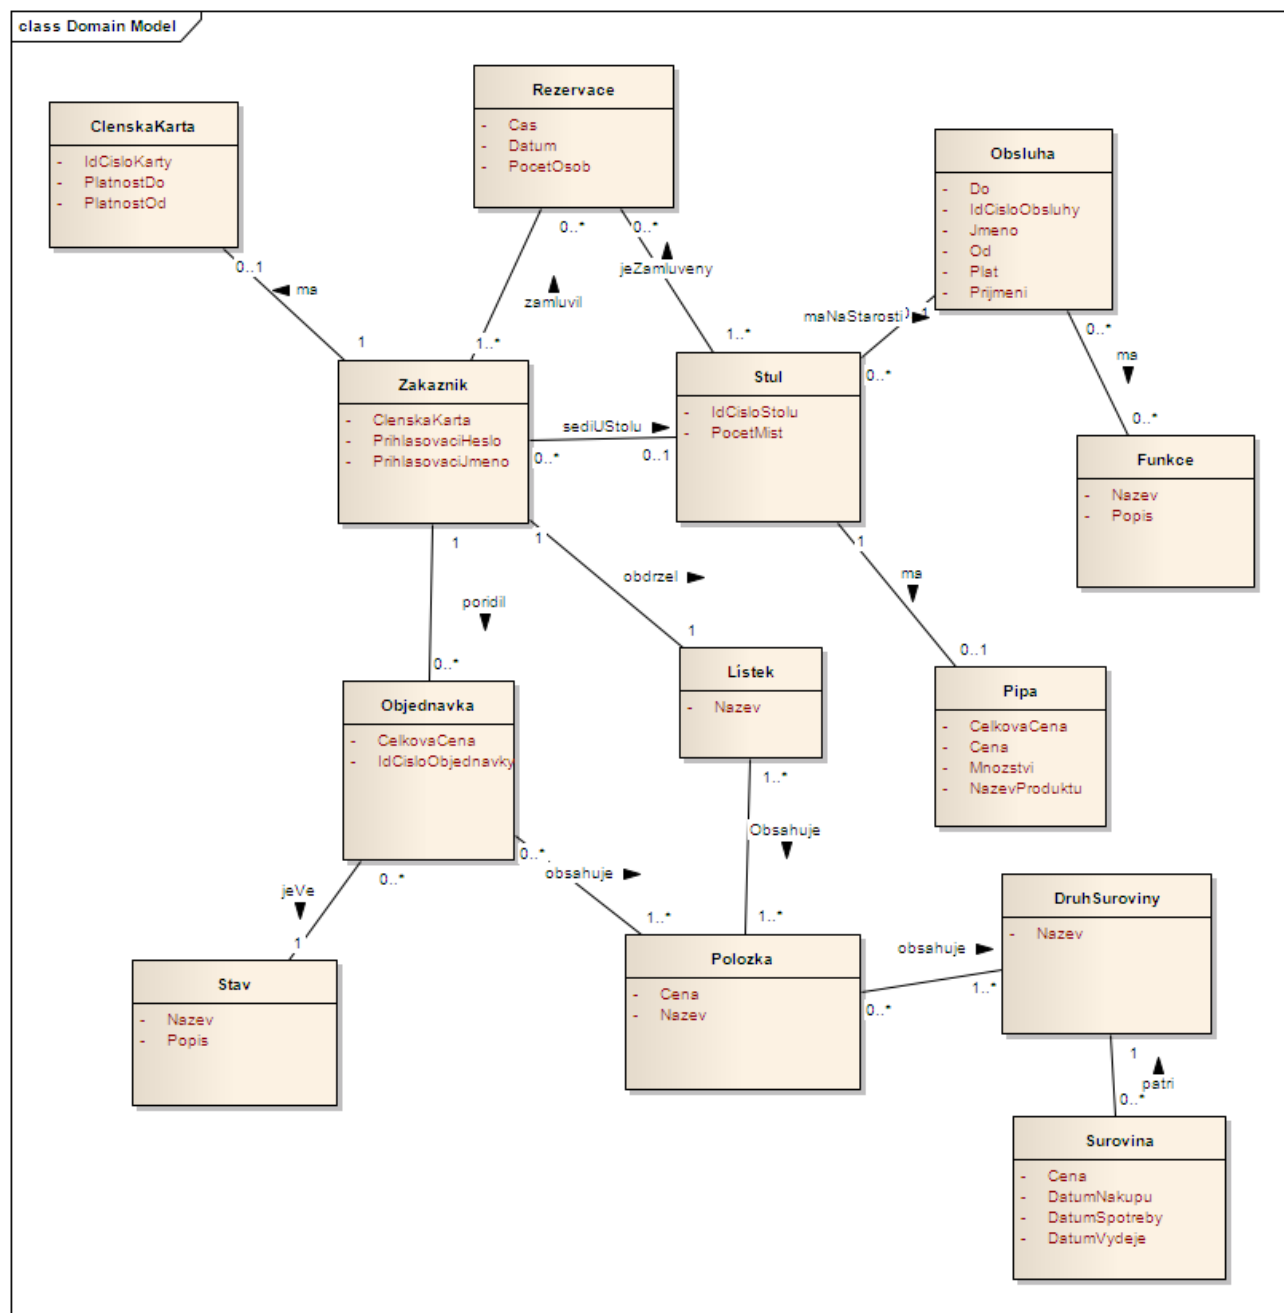 class Domain Model
Rezervace
- Cas
- Datum
- PocetOsob
ClenskaKarta
- IdCisloKarty
- PlatnostDo
- PlatnostOd
Obsluha
- Do
- IdCisloObsluhy
- Jmeno
- Od
- Plat
- Prijmeni
0..*
0..*
jeZamluveny
0..1
ma
zamluvil
maNaStarosti
0..1
0..*
ma
1
1..*
1..*
0..*
0..*
Zakaznik
- ClenskaKarta
- PrihlasovaciHeslo
- PrihlasovaciJmeno
sediUStolu
0..*
0..1
Stul
- IdCisloStolu
- PocetMist
Funkce
- Nazev
- Popis
1
1
1
obdrzel
ma
poridil
1
0..*
0..1
Objednavka
- CelkovaCena
- IdCisloObjednavky
Listek
- Nazev
Pipa
- CelkovaCena
- Cena
- Mnozstvi
- NazevProduktu
1..*
Obsahuje
0..*
obsahuje
0..*
jeVe
1
1..*
1..*
DruhSuroviny
- Nazev
Stav
- Nazev
- Popis
Polozka
- Cena
- Nazev
obsahuje
0..*
1..*
1
patri
0..*
Surovina
- Cena
- DatumNakupu
- DatumSpotreby
- DatumVydeje